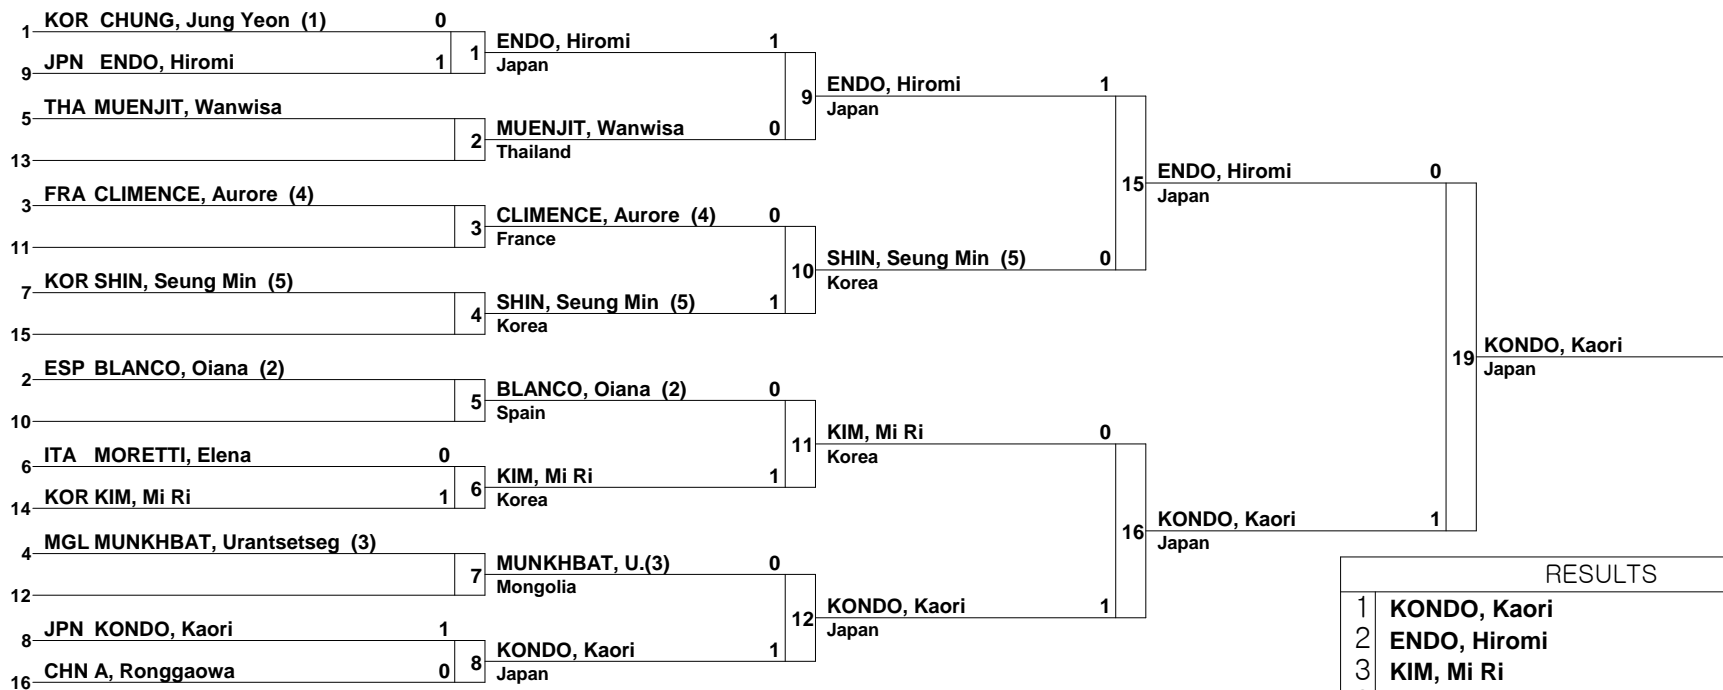 1 KOR CHUNG, Jung Yeon (1) 0
9 JPN ENDO, Hiromi 1
1
ENDO, Hiromi 1
Japan
5 THA MUENJIT, Wanwisa
13
2
MUENJIT, Wanwisa 0
Thailand
9
ENDO, Hiromi 1
Japan
3 FRA CLIMENCE, Aurore (4)
11
3
CLIMENCE, Aurore (4) 0
France
7 KOR SHIN, Seung Min (5)
15
4
SHIN, Seung Min (5) 1
Korea
10
SHIN, Seung Min (5) 0
Korea
15
ENDO, Hiromi 0
Japan
2 ESP BLANCO, Oiana (2)
10
5
BLANCO, Oiana (2) 0
Spain
6 ITA MORETTI, Elena 0
14 KOR KIM, Mi Ri 1
6
KIM, Mi Ri 1
Korea
11
KIM, Mi Ri 0
Korea
4 MGL MUNKHBAT, Urantsetseg (3)
12
7
MUNKHBAT, U.(3) 0
Mongolia
8 JPN KONDO, Kaori 1
16 CHN A, Ronggaowa 0
8
KONDO, Kaori 1
Japan
12
KONDO, Kaori 1
Japan
16
KONDO, Kaori 1
Japan
19
KONDO, Kaori
Japan
RESULTS
1 KONDO, Kaori
2 ENDO, Hiromi
3 KIM, Mi Ri